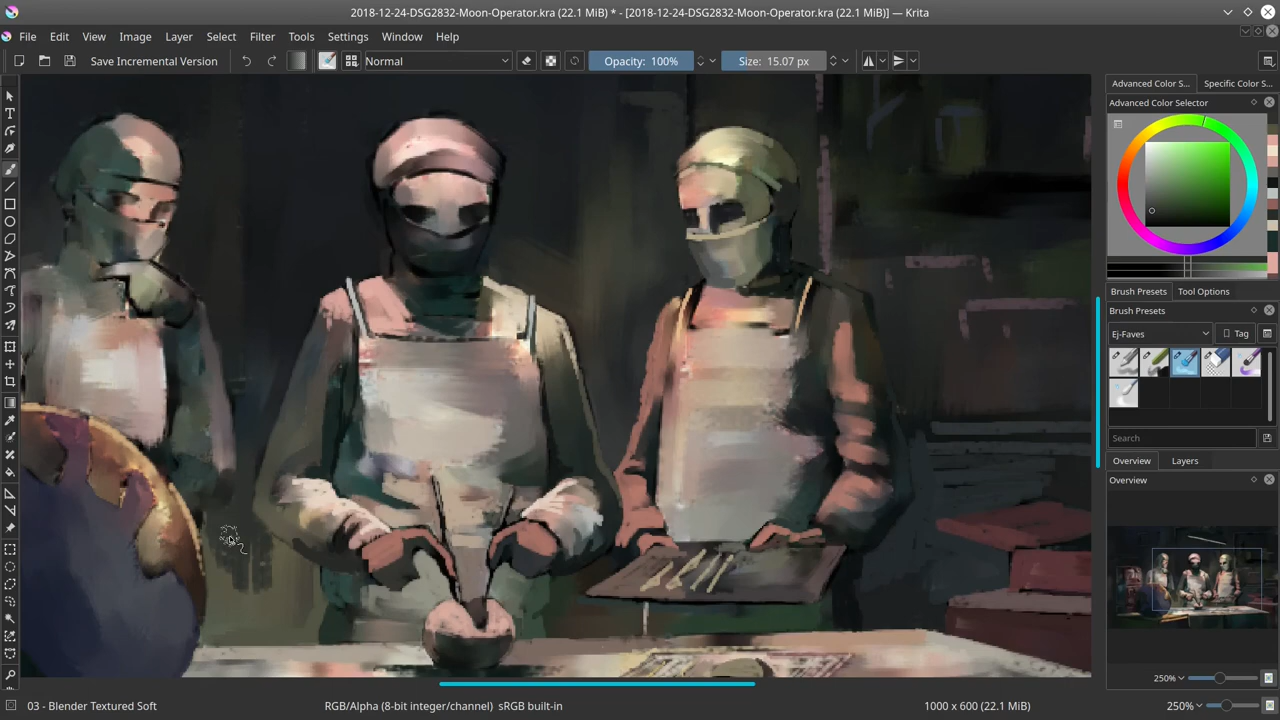 2018-12-24-DSG2832-Moon-Operator.kra (22.1 MiB) * - [2018-12-24-DSG2832-Moon-Operator.kra (22.1 MiB)] — Krita
File Edit View Image Layer Select Filter Tools Settings Window Help
Save Incremental Version Normal Opacity: 100% Size: 15.07 px
Advanced Color S... Specific Color S...
Advanced Color Selector
Brush Presets Tool Options
Brush Presets
Ej-Faves Tag
Search
Overview Layers
Overview
250%
03 - Blender Textured Soft RGB/Alpha (8-bit integer/channel) sRGB built-in 1000 x 600 (22.1 MiB) 250%